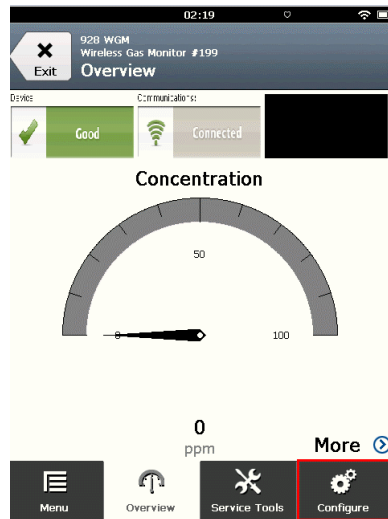 02:19
928 WGM
Wireless Gas Monitor #199
Exit
Overview
Device
Communications:
Good
Connected
Concentration
50
0
100
0
ppm
More
Menu
Overview
Service Tools
Configure